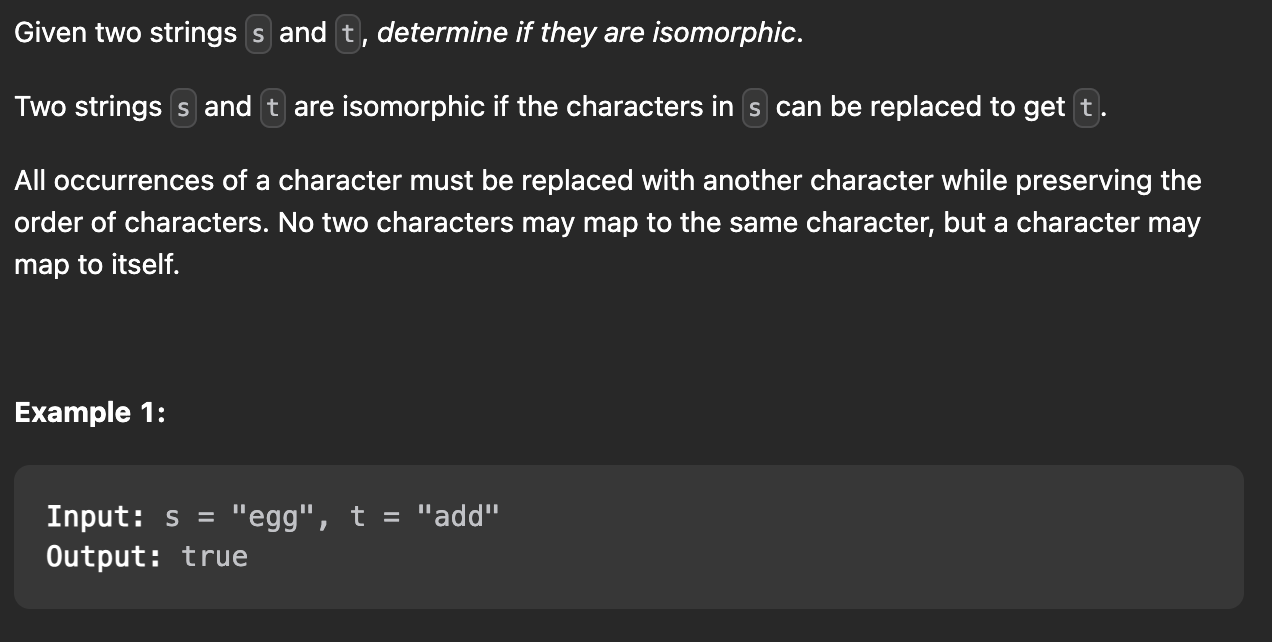 Given two strings s and t, determine if they are isomorphic.
Two strings s and t are isomorphic if the characters in s can be replaced to get t.
All occurrences of a character must be replaced with another character while preserving the
order of characters. No two characters may map to the same character, but a character may
map to itself.
Example 1:
Input: s = "egg", t = "add"
Output: true